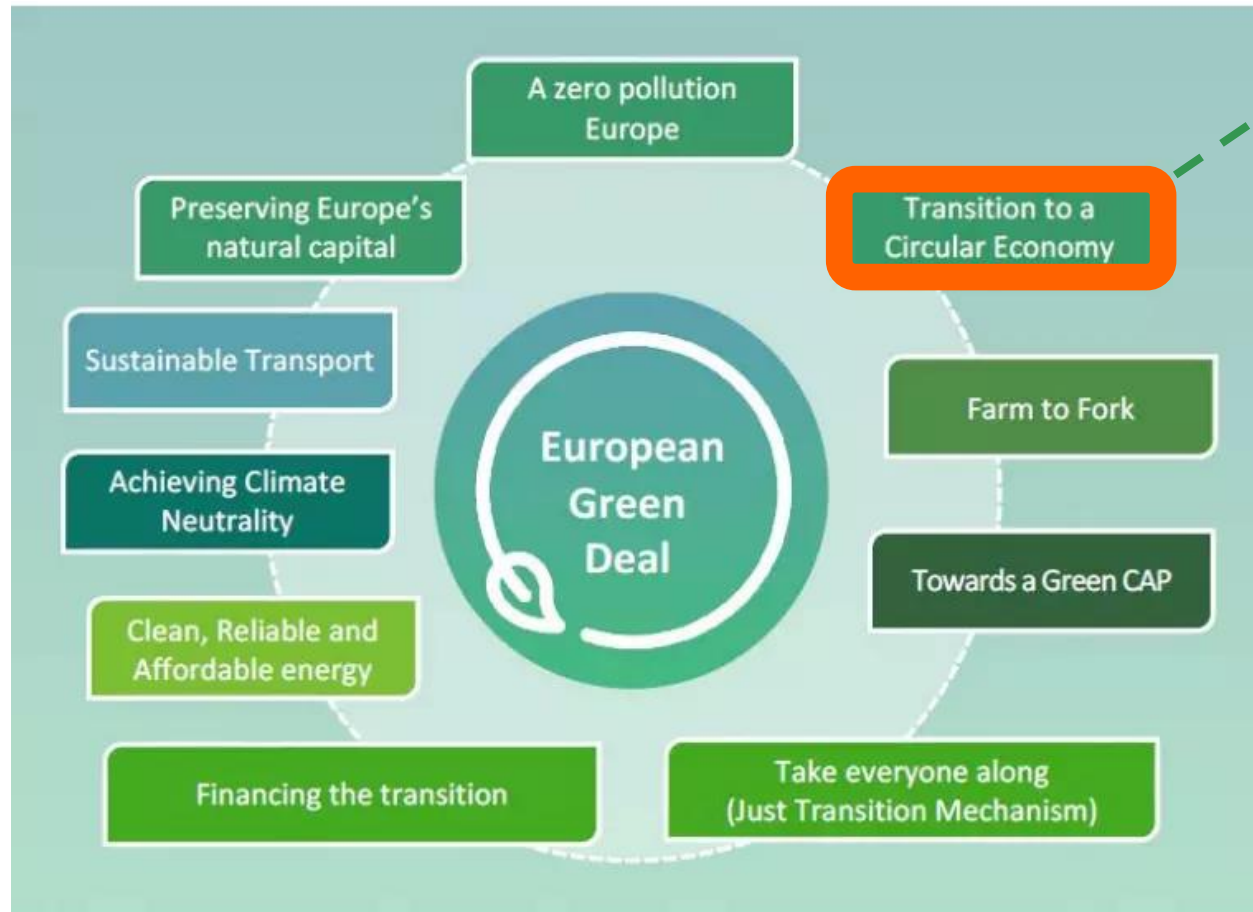 A zero pollution
Europe
Preserving Europe’s
natural capital
Transition to a
Circular Economy
Sustainable Transport
Farm to Fork
European
Green
Deal
Achieving Climate
Neutrality
Towards a Green CAP
Clean, Reliable and
Affordable energy
Financing the transition
Take everyone along
(Just Transition Mechanism)